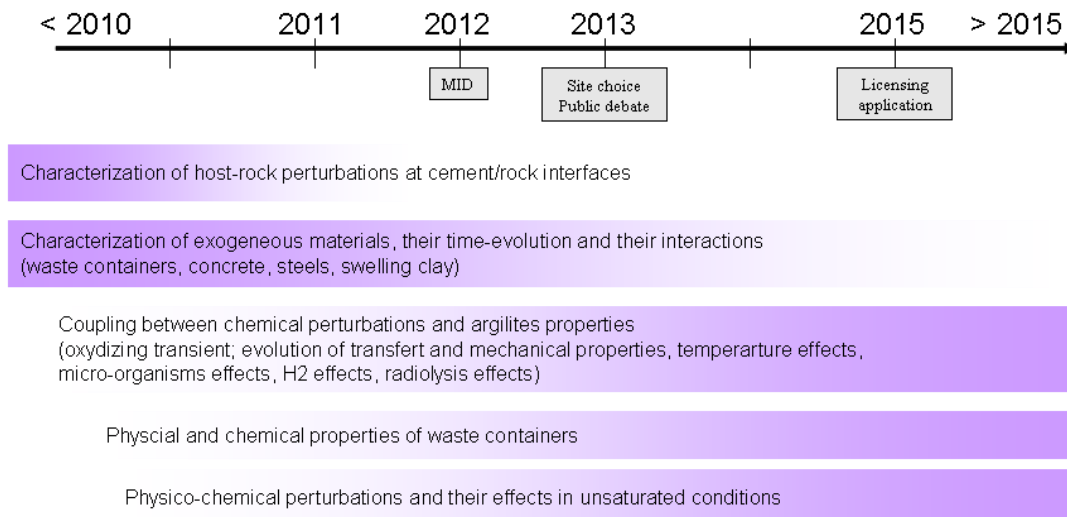 < 2010 2011 2012 2013 2015 > 2015
MID
Site choice
Public debate
Licensing
application
Characterization of host-rock perturbations at cement/rock interfaces
Characterization of exogeneous materials, their time-evolution and their interactions
(waste containers, concrete, steels, swelling clay)
Coupling between chemical perturbations and argilites properties
(oxydizing transient; evolution of transfert and mechanical properties, temperarture effects,
micro-organisms effects, H2 effects, radiolysis effects)
Physcial and chemical properties of waste containers
Physico-chemical perturbations and their effects in unsaturated conditions